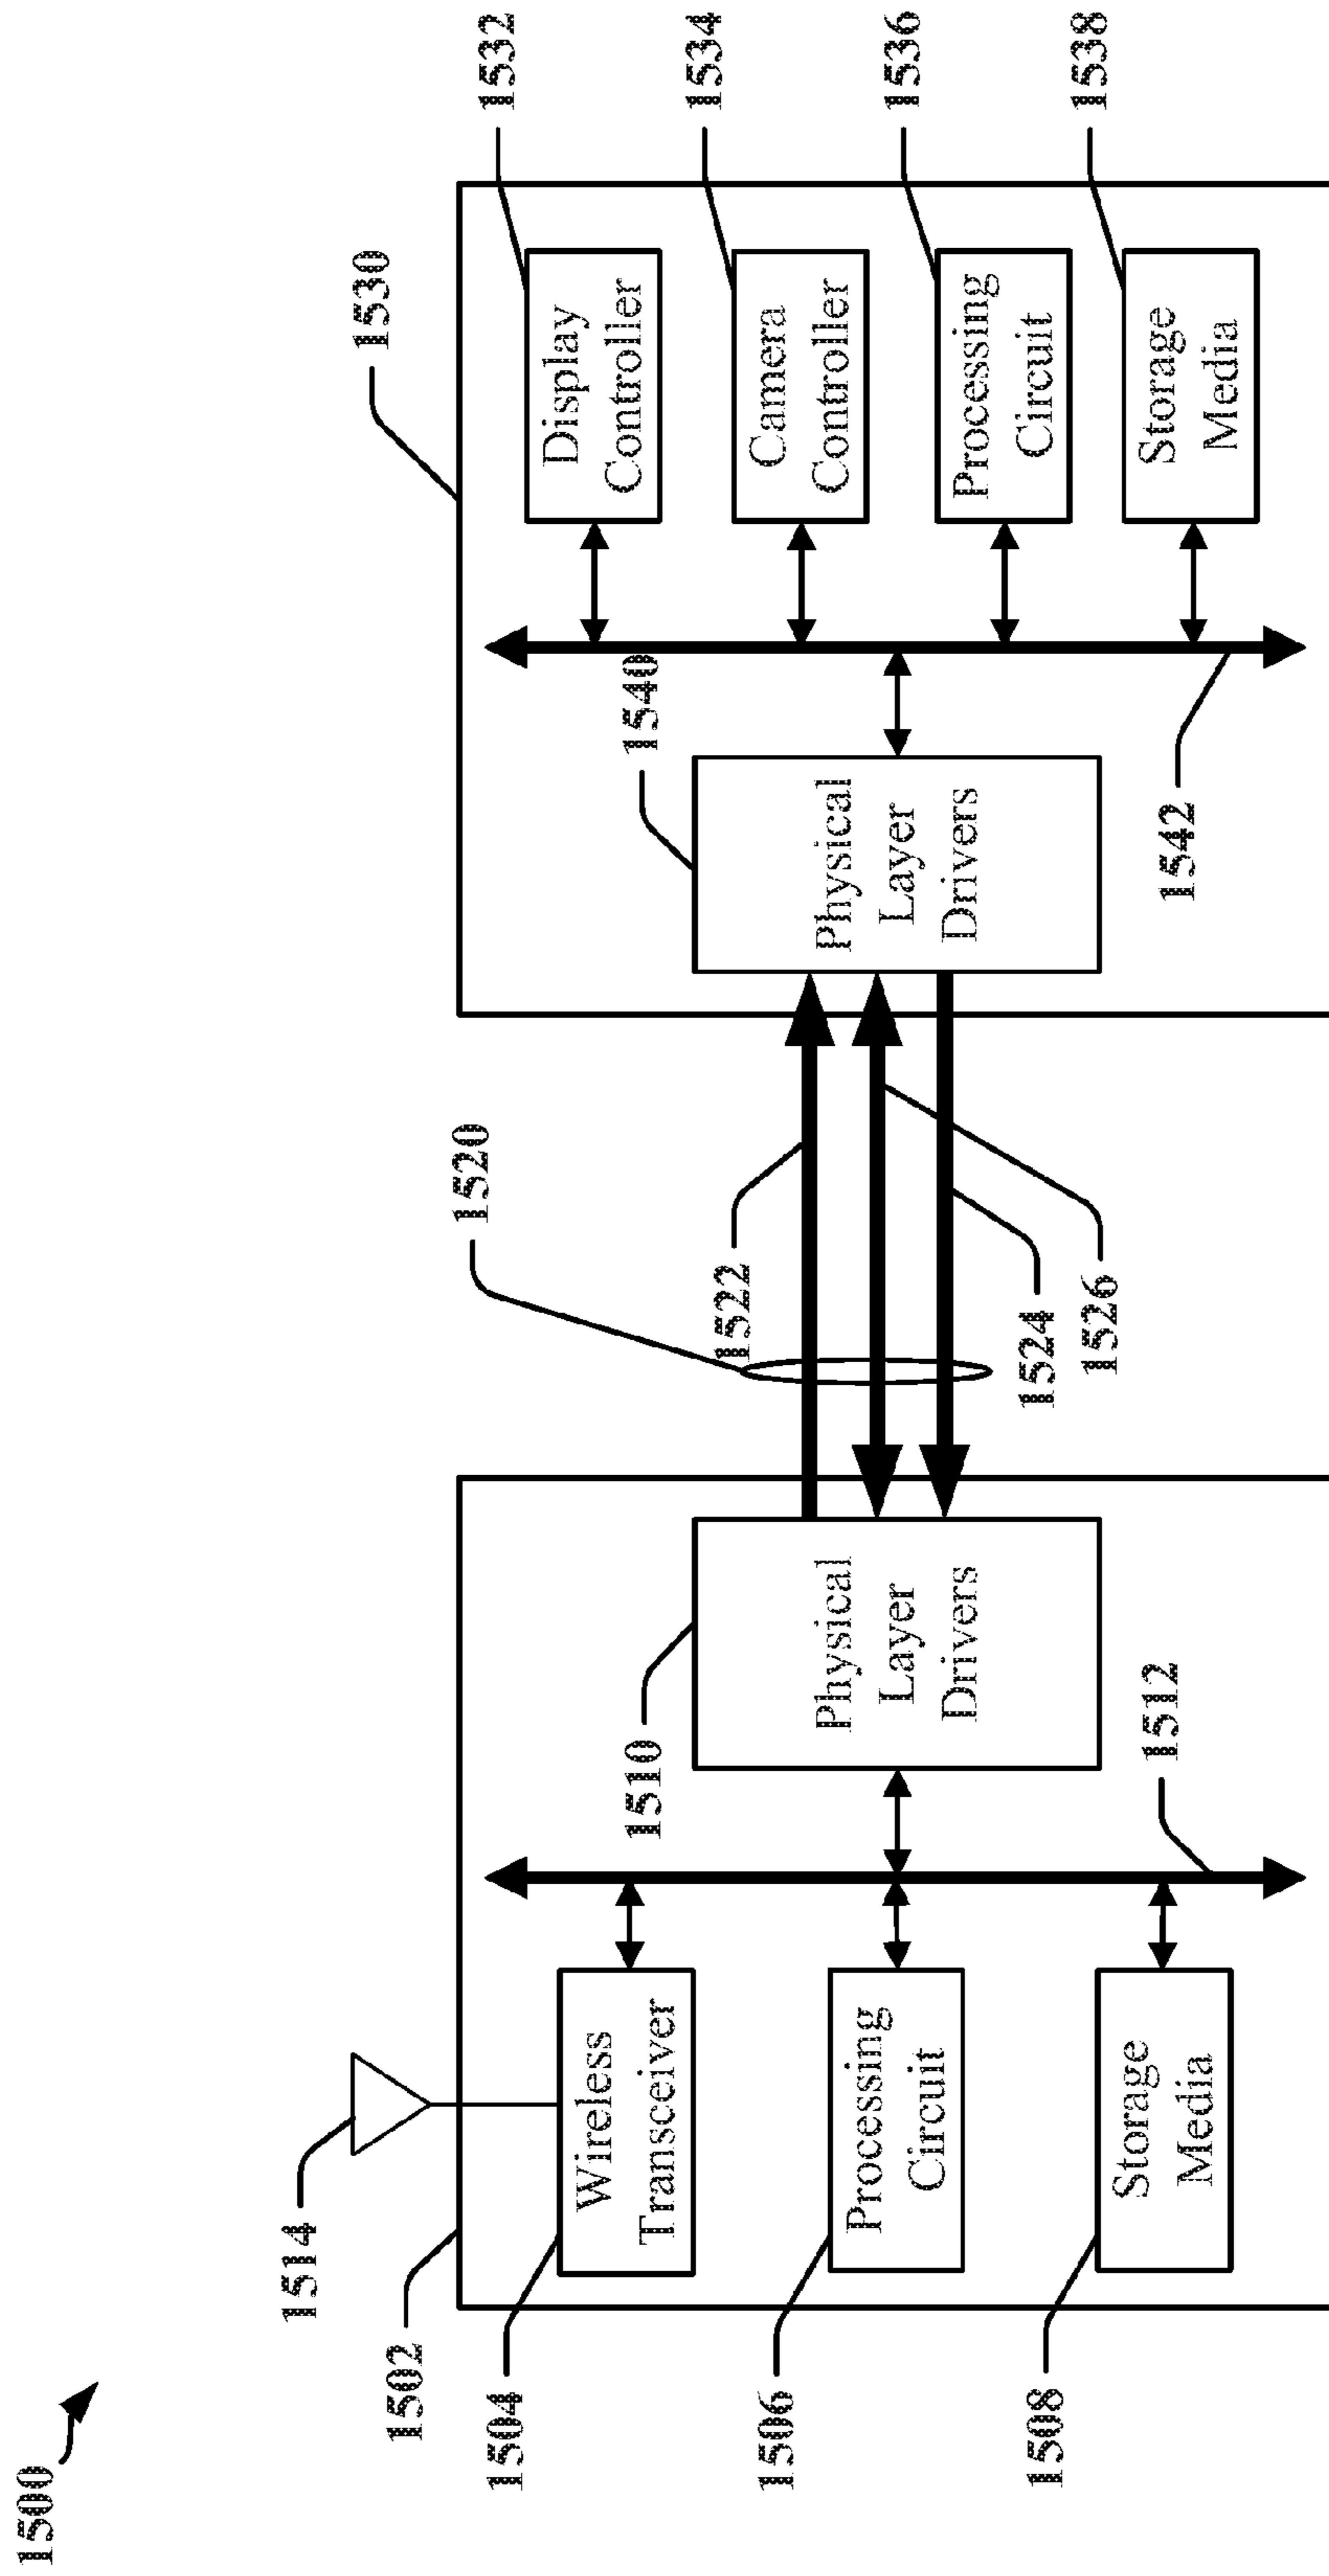 1500
1514
1502
1504
Wireless
Transceiver
1506
Processing
Circuit
1508
Storage
Media
1510
Physical
Layer
Drivers
1512
1520
1522
1524
1526
1530
1540
Physical
Layer
Drivers
1542
1532
Display
Controller
1534
Camera
Controller
1536
Processing
Circuit
1538
Storage
Media